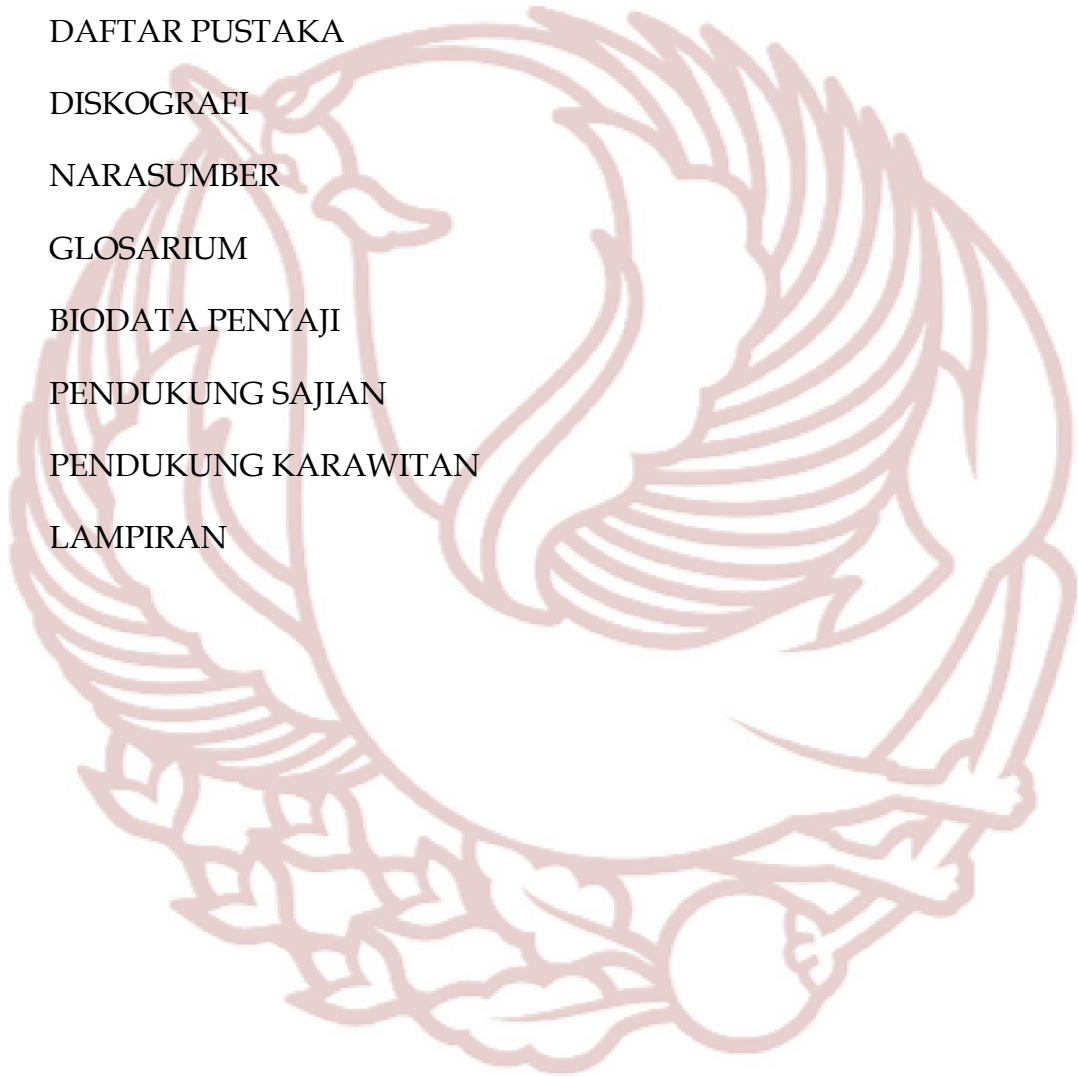 DAFTAR PUSTAKA
DISKOGRAFI
NARASUMBER
GLOSARIUM
BIODATA PENYAJI
PENDUKUNG SAJIAN
PENDUKUNG KARAWITAN
LAMPIRAN